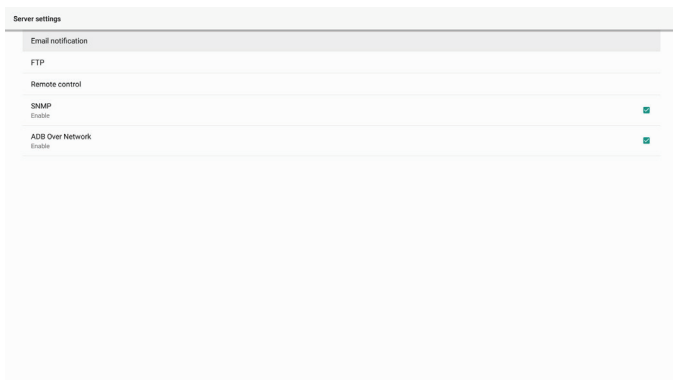 Server settings
Email notification
FTP
Remote control
SNMP
Enable
ADB Over Network
Enable